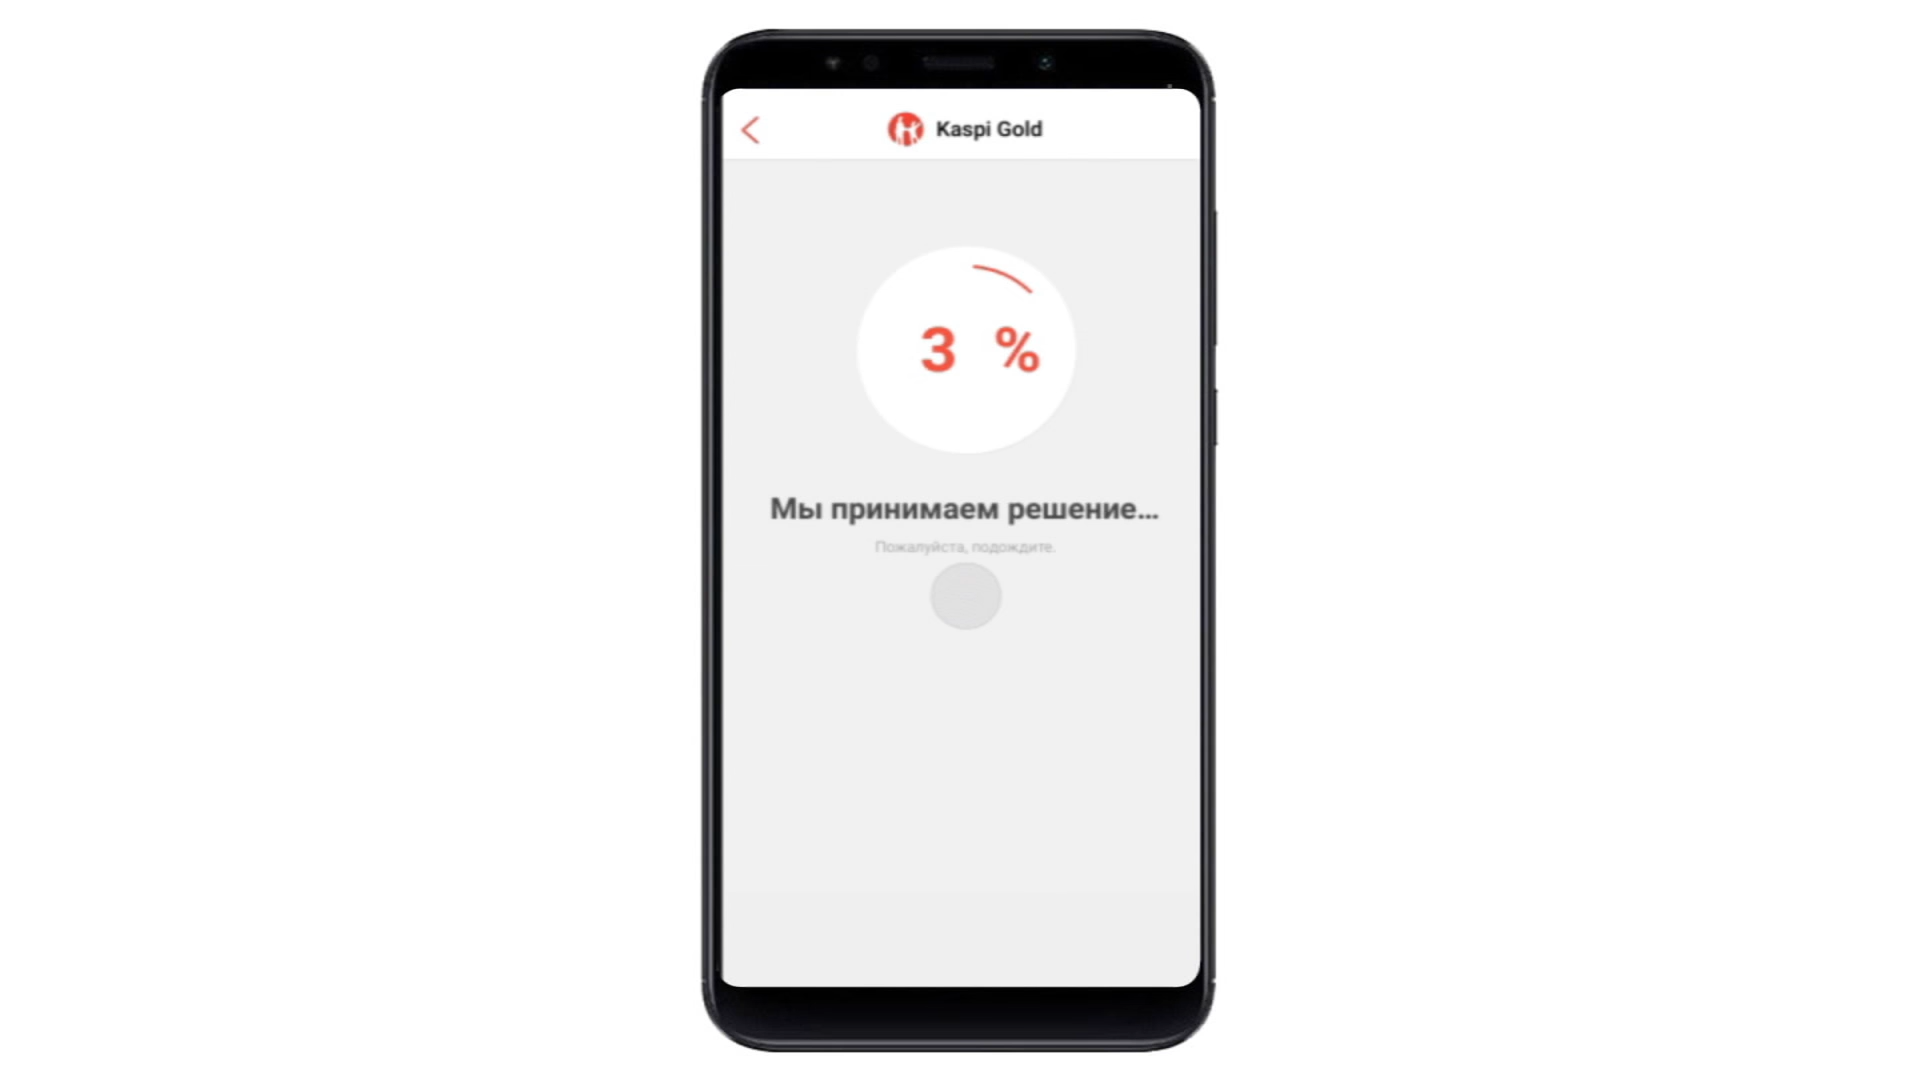 Kaspi Gold
3 %
Мы принимаем решение...
Пожалуйста, подождите.